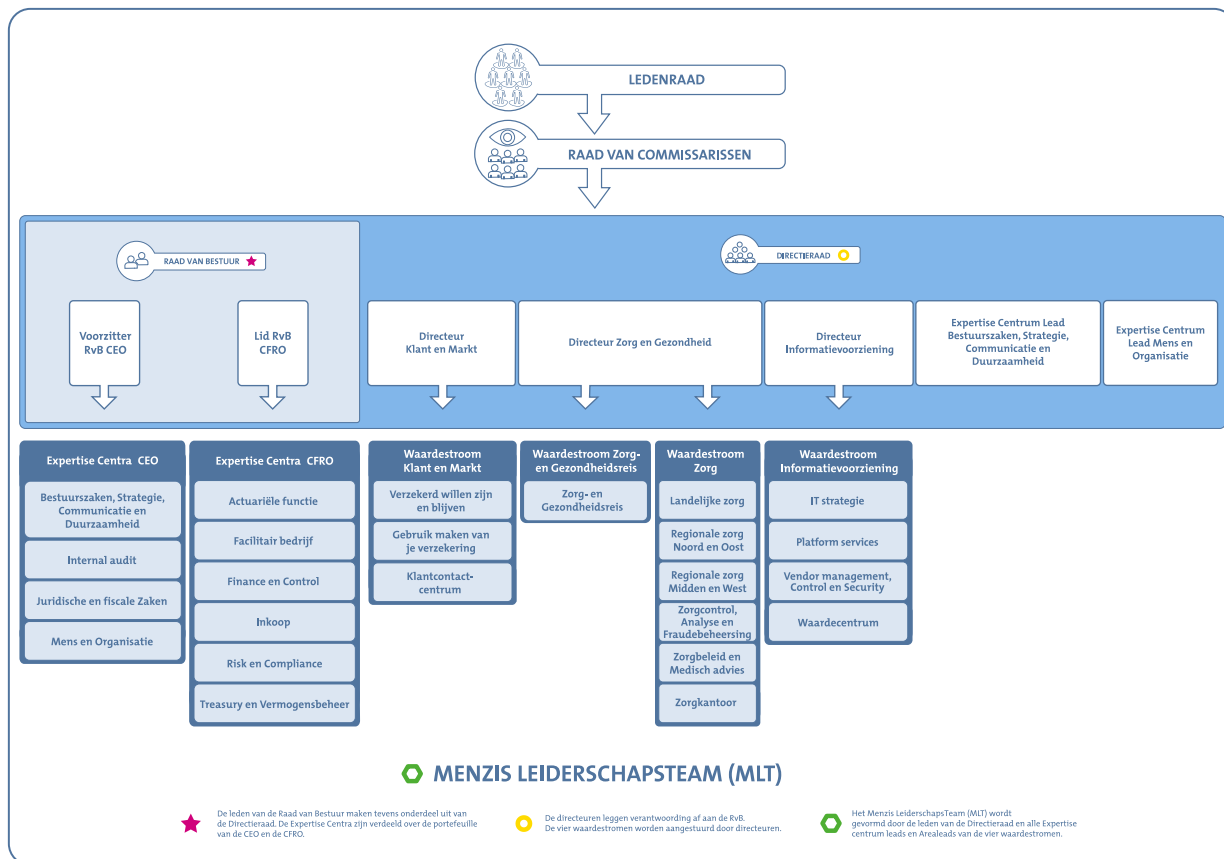 LEDENRAAD
RAAD VAN COMMISSARISSEN
RAAD VAN BESTUUR
DIRECTIERAAD
Voorzitter
RvB CEO
Lid RvB
CFRO
Directeur
Klant en Markt
Directeur Zorg en Gezondheid
Directeur
Informatievoorziening
Expertise Centrum Lead
Bestuurszaken, Strategie,
Communicatie en
Duurzaamheid
Expertise Centrum
Lead Mens en
Organisatie
Expertise Centra CEO
Bestuurszaken, Strategie,
Communicatie en
Duurzaamheid
Internal audit
Juridische en fiscale Zaken
Mens en Organisatie
Expertise Centra CFRO
Actuariële functie
Facilitair bedrijf
Finance en Control
Inkoop
Risk en Compliance
Treasury en Vermogensbeheer
Waardestroom
Klant en Markt
Verzekerd willen zijn
en blijven
Gebruik maken van
je verzekering
Klantcontact-
centrum
Waardestroom Zorg-
en Gezondheidsreis
Zorg- en
Gezondheidsreis
Waardestroom
Zorg
Landelijke zorg
Regionale zorg
Noord en Oost
Regionale zorg
Midden en West
Zorgcontrol,
Analyse en
Fraudebeheersing
Zorgbeleid en
Medisch advies
Zorgkantoor
Waardestroom
Informatievoorziening
IT strategie
Platform services
Vendor management,
Control en Security
Waardecentrum
MENZIS LEIDERSCHAPSTEAM (MLT)
De leden van de Raad van Bestuur maken tevens onderdeel uit van
de Directieraad. De Expertise Centra zijn verdeeld over de portefeuille
van de CEO en de CFRO.
De directeuren leggen verantwoording af aan de RvB.
De vier waardestromen worden aangestuurd door directeuren.
Het Menzis LeiderschapsTeam (MLT) wordt
gevormd door de leden van de Directieraad en alle Expertise
centrum leads en Arealeads van de vier waardestromen.